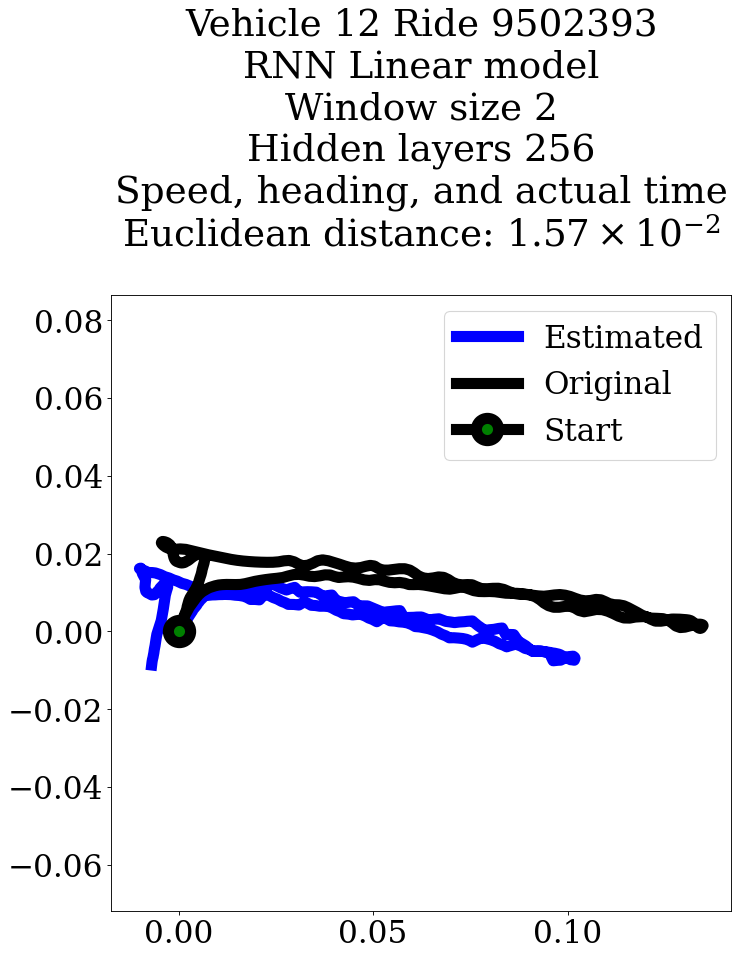 Vehicle 12 Ride 9502393
RNN Linear model
Window size 2
Hidden layers 256
Speed, heading, and actual time
Euclidean distance: 1.57 × 10⁻²
Estimated
Original
Start
0.08
0.06
0.04
0.02
0.00
−0.02
−0.04
−0.06
0.00 0.05 0.10